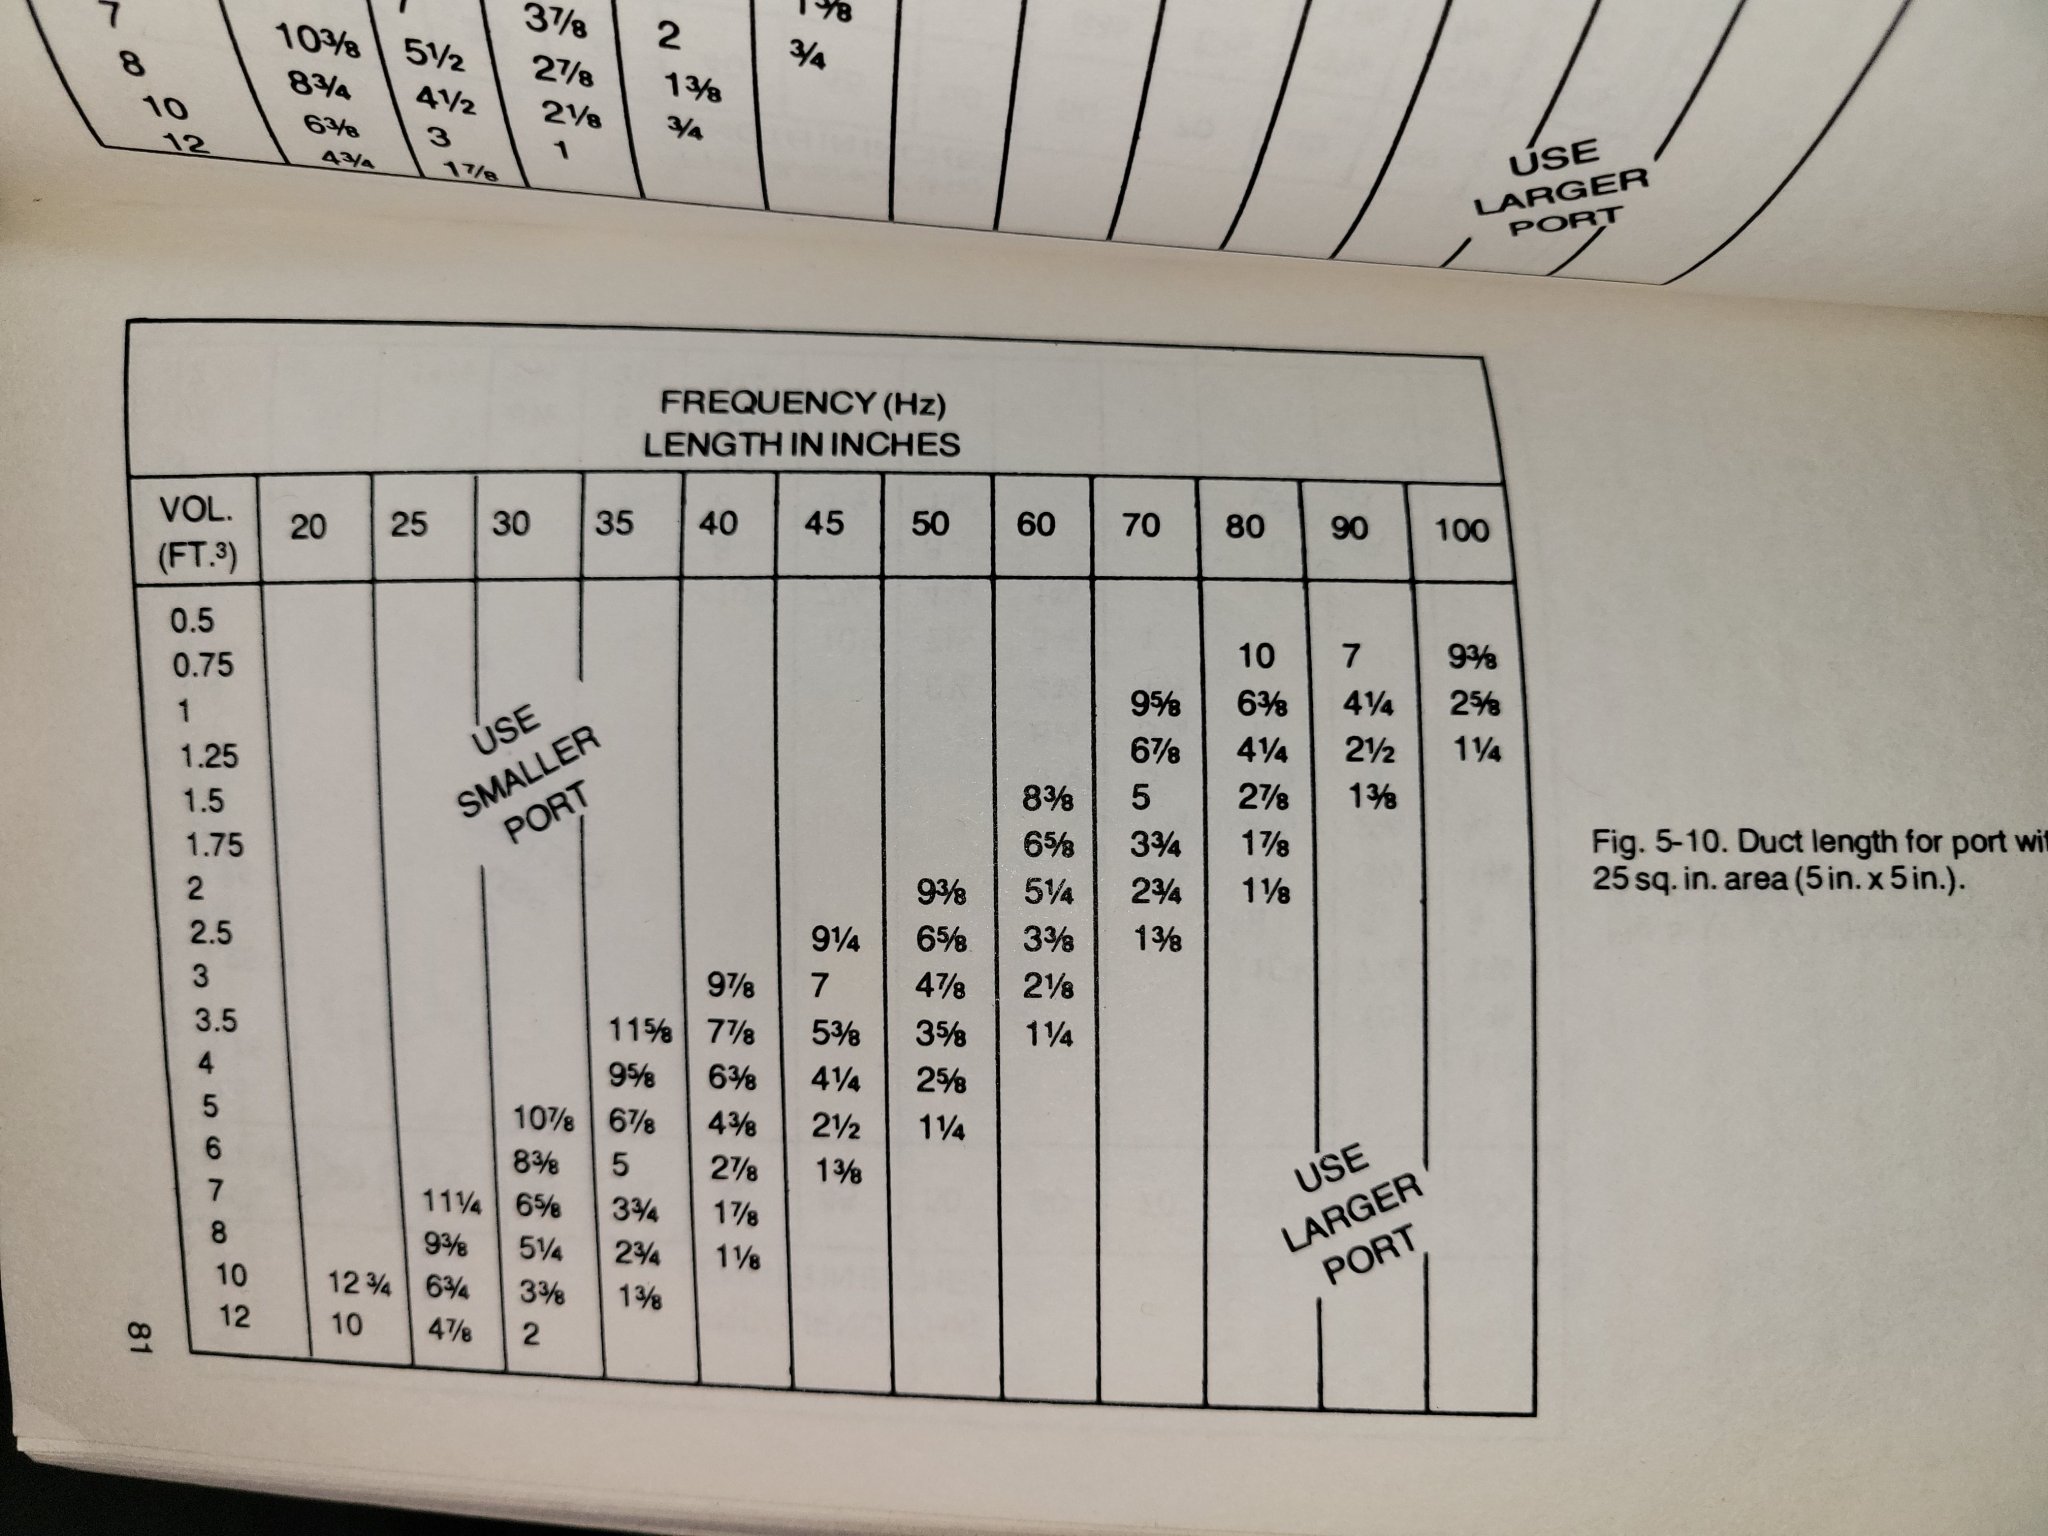 3⅞ 2 ¾
7 10⅜ 5½ 2⅞ 1⅜
8 8¾ 4½ 2⅛ ¾
10 6⅜ 3 1
12 4¾ 1⅞
USE
LARGER
PORT
FREQUENCY (Hz)
LENGTH IN INCHES
VOL.
(FT.³) 20 25 30 35 40 45 50 60 70 80 90 100
0.5
0.75 10 7 9⅜
1 9⅝ 6⅜ 4¼ 2⅝
1.25 6⅞ 4¼ 2½ 1¼
1.5 8⅜ 5 2⅞ 1⅜
1.75 6⅝ 3¾ 1⅞
2 9⅜ 5¼ 2¾ 1⅛
2.5 9¼ 6⅝ 3⅜ 1⅜
3 9⅞ 7 4⅞ 2⅛
3.5 11⅝ 7⅞ 5⅜ 3⅝ 1¼
4 9⅝ 6⅜ 4¼ 2⅝
5 10⅞ 6⅞ 4⅜ 2½ 1¼
6 8⅜ 5 2⅞ 1⅜
7 11¼ 6⅝ 3¾ 1⅞
8 9⅜ 5¼ 2¾ 1⅛
10 12 ¾ 6¾ 3⅜ 1⅜
12 10 4⅞ 2
USE
SMALLER
PORT
USE
LARGER
PORT
Fig. 5-10. Duct length for port
25 sq. in. area (5 in. x 5 in.).
81